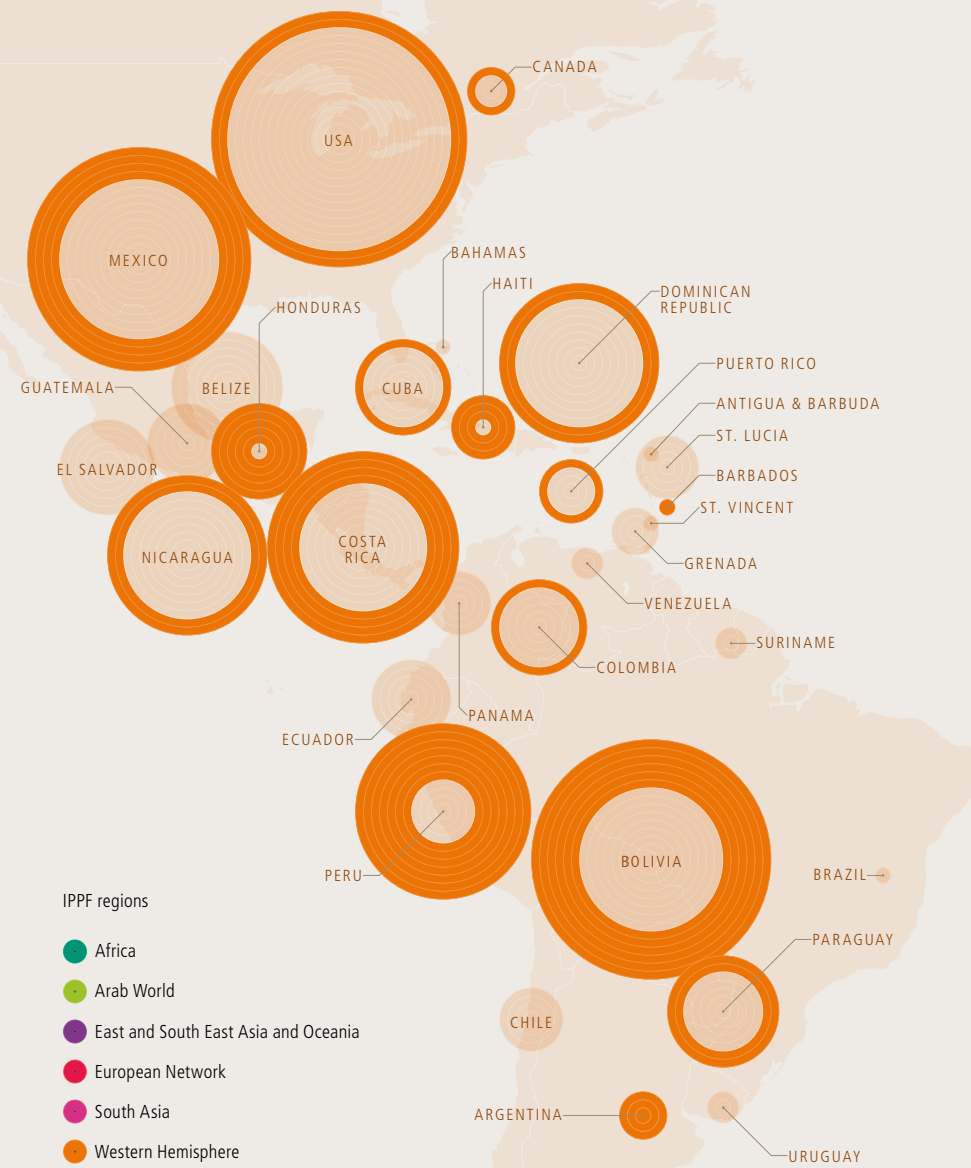 CANADA
USA
BAHAMAS
MEXICO
HAITI
DOMINICAN
REPUBLIC
HONDURAS
PUERTO RICO
GUATEMALA
BELIZE
CUBA
ANTIGUA & BARBUDA
ST. LUCIA
EL SALVADOR
BARBADOS
ST. VINCENT
COSTA
RICA
NICARAGUA
GRENADA
VENEZUELA
SURINAME
COLOMBIA
PANAMA
ECUADOR
BOLIVIA
PERU
BRAZIL
PARAGUAY
CHILE
ARGENTINA
URUGUAY
IPPF regions
Africa
Arab World
East and South East Asia and Oceania
European Network
South Asia
Western Hemisphere